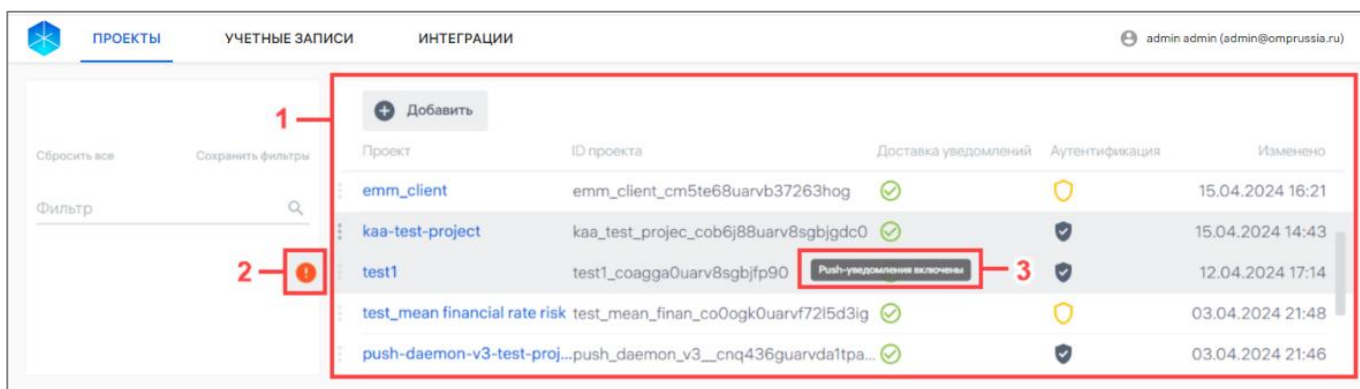 ПРОЕКТЫ УЧЕТНЫЕ ЗАПИСИ ИНТЕГРАЦИИ admin admin (admin@omprussia.ru)
1 Добавить
Сбросить все Сохранить фильтры Проект ID проекта Доставка уведомлений Аутентификация Изменено
emm_client emm_client_cm5te68uarvb37263hog 15.04.2024 16:21
Фильтр
kaa-test-project kaa_test_projec_cob6j88uarv8sgbjgdc0 15.04.2024 14:43
2 test1 test1_coagga0uarv8sgbjfp90 Push-уведомления включены 3 12.04.2024 17:14
test_mean financial rate risk test_mean_finan_co0ogk0uarvf72l5d3ig 03.04.2024 21:48
push-daemon-v3-test-proj... push_daemon_v3__cnq436guarvda1tpa... 03.04.2024 21:46